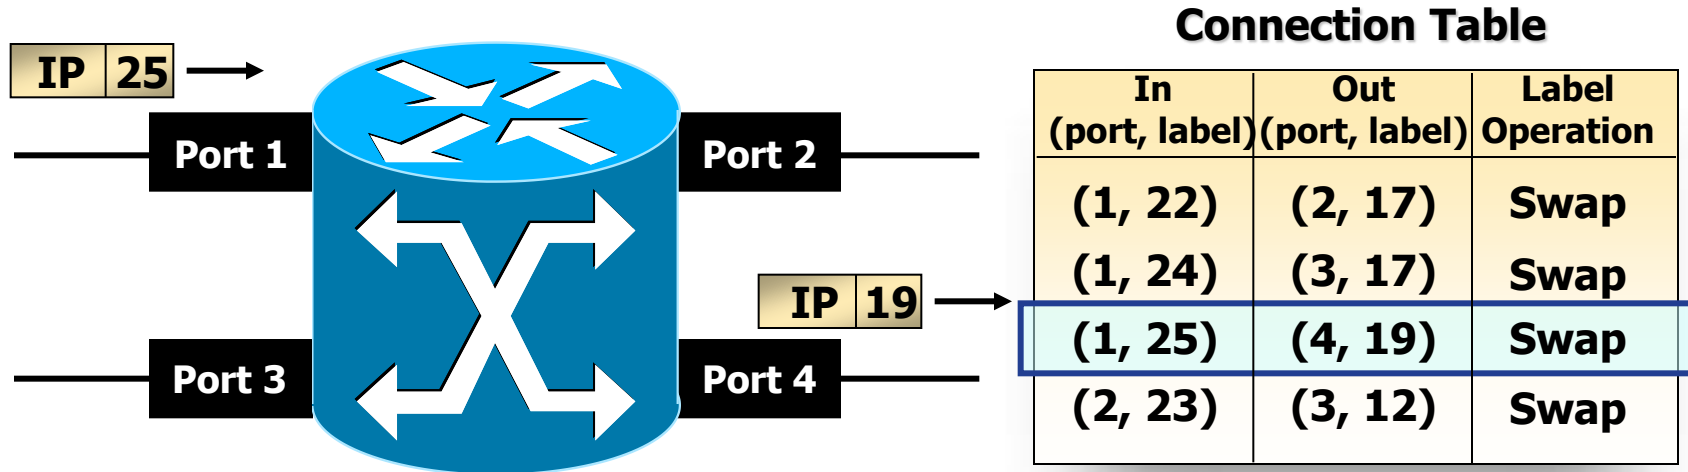 Connection Table
IP 25
Port 1
Port 2
IP 19
Port 3
Port 4
In Out Label
(port, label) (port, label) Operation
(1, 22) (2, 17) Swap
(1, 24) (3, 17) Swap
(1, 25) (4, 19) Swap
(2, 23) (3, 12) Swap